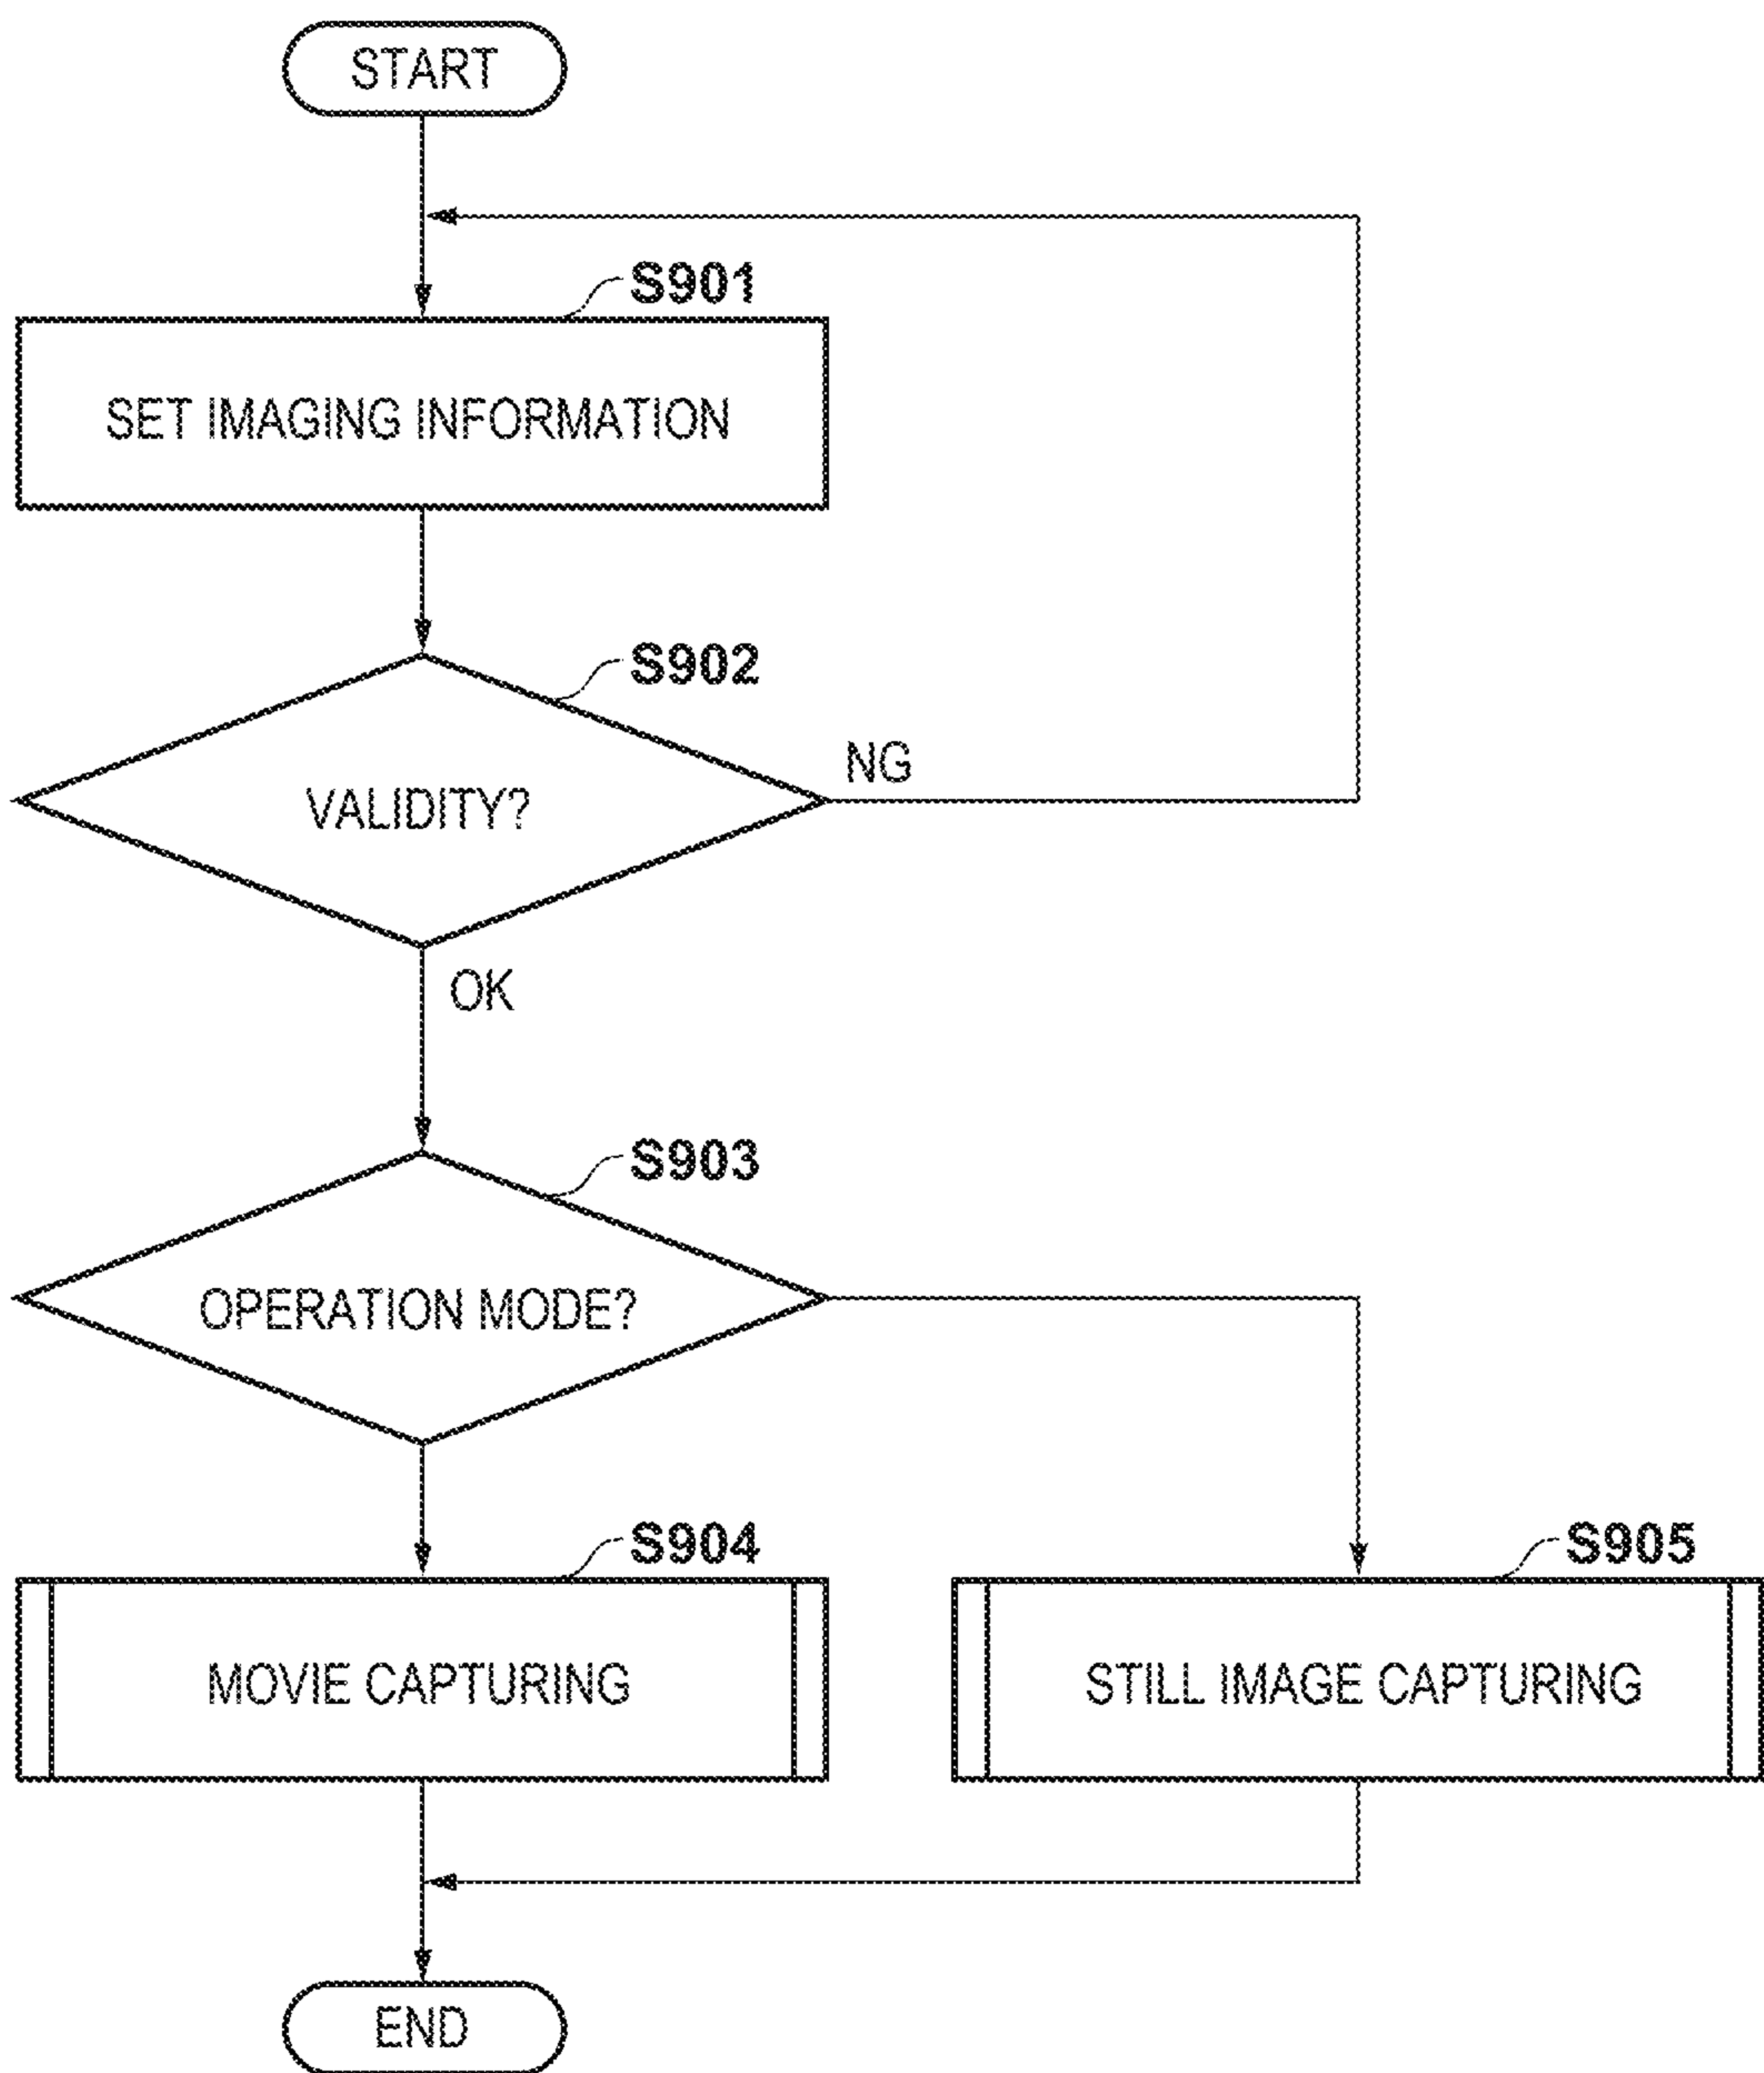 START
S901
SET IMAGING INFORMATION
S902
VALIDITY?
NG
OK
S903
OPERATION MODE?
S904
MOVIE CAPTURING
S905
STILL IMAGE CAPTURING
END